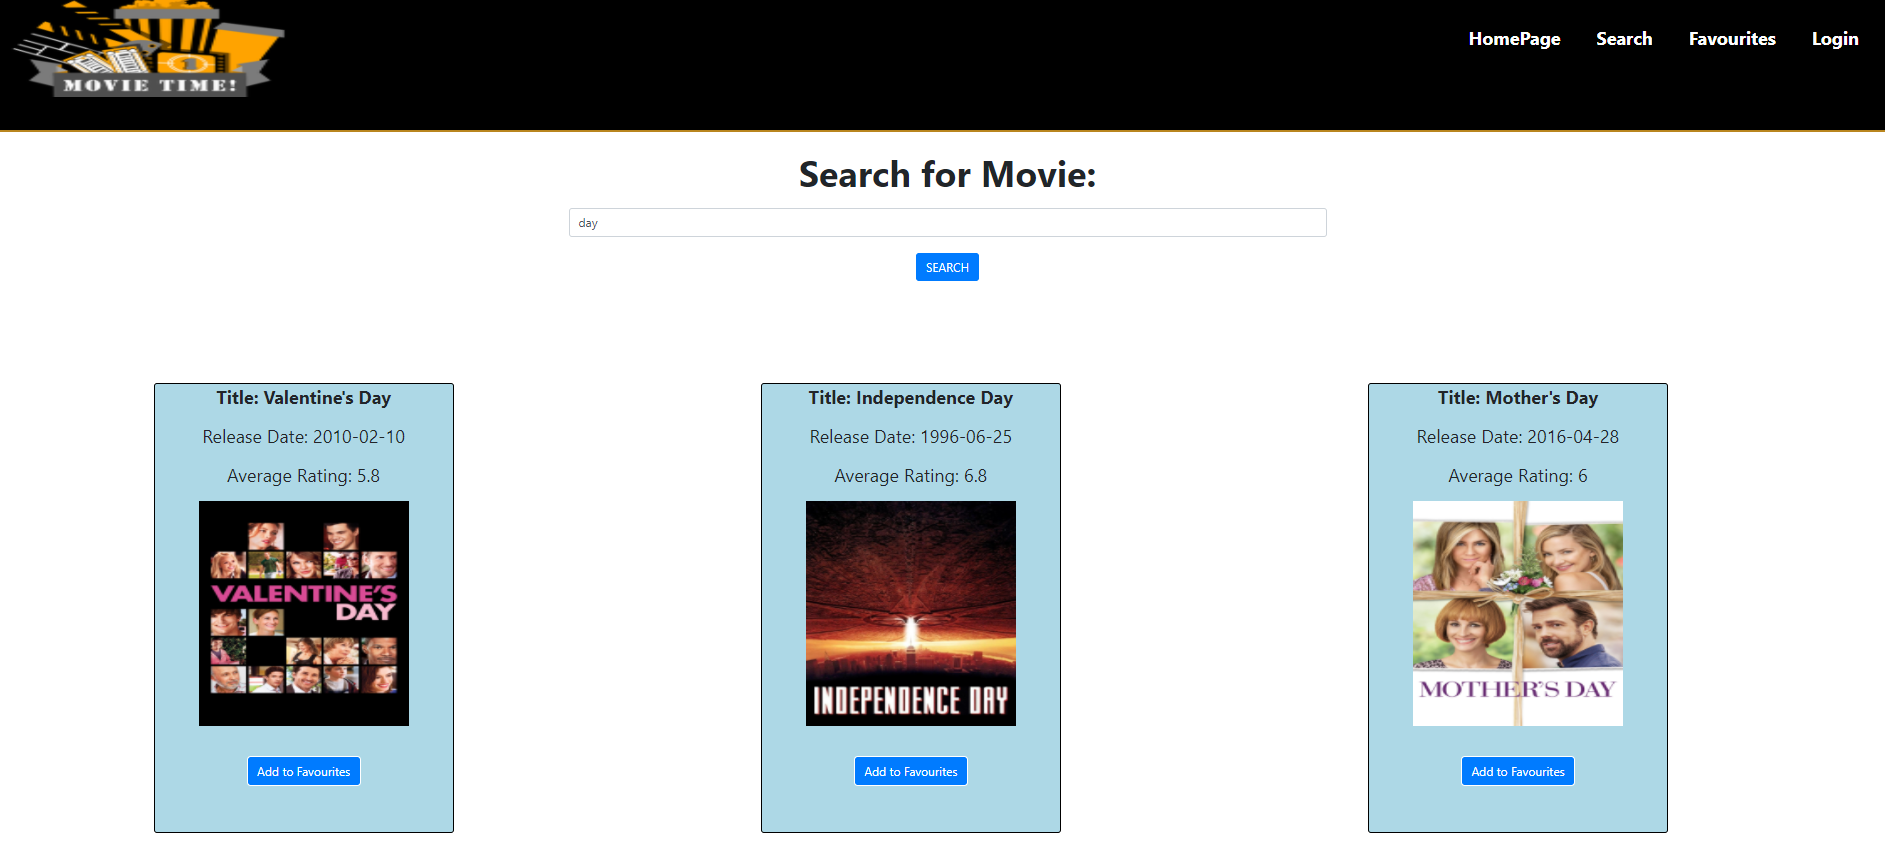 MOVIE TIME!
1
HomePage Search Favourites Login
Search for Movie:
day
SEARCH
Title: Valentine's Day
Release Date: 2010-02-10
Average Rating: 5.8
VALENTINE'S
DAY
Add to Favourites
Title: Independence Day
Release Date: 1996-06-25
Average Rating: 6.8
INDEPENDENCE DAY
Add to Favourites
Title: Mother's Day
Release Date: 2016-04-28
Average Rating: 6
MOTHER'S DAY
Add to Favourites